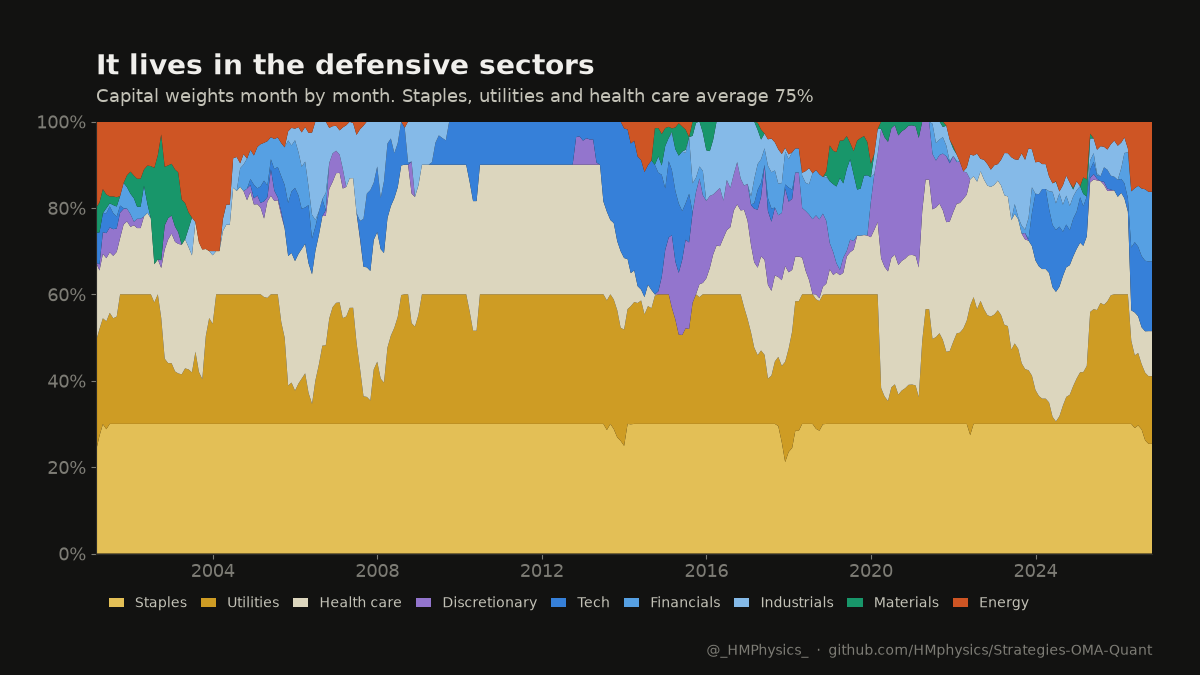 It lives in the defensive sectors
Capital weights month by month. Staples, utilities and health care average 75%
100%
80%
60%
40%
20%
0%
2004 2008 2012 2016 2020 2024
Staples Utilities Health care Discretionary Tech Financials Industrials Materials Energy
@_HMPhysics_ · github.com/HMphysics/Strategies-OMA-Quant